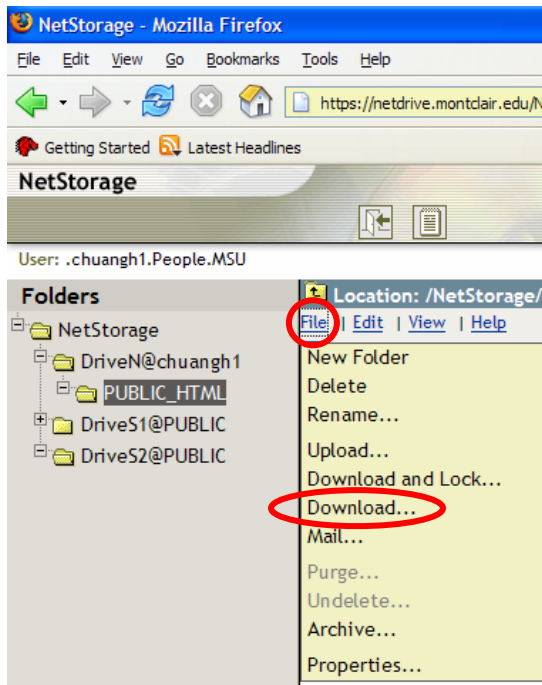 NetStorage - Mozilla Firefox
File Edit View Go Bookmarks Tools Help
https://netdrive.montclair.edu/N
Getting Started Latest Headlines
NetStorage
User: .chuangh1.People.MSU
Folders
NetStorage
DriveN@chuangh1
PUBLIC_HTML
DriveS1@PUBLIC
DriveS2@PUBLIC
Location: /NetStorage/
File | Edit | View | Help
New Folder
Delete
Rename...
Upload...
Download and Lock...
Download...
Mail...
Purge...
Undelete...
Archive...
Properties...